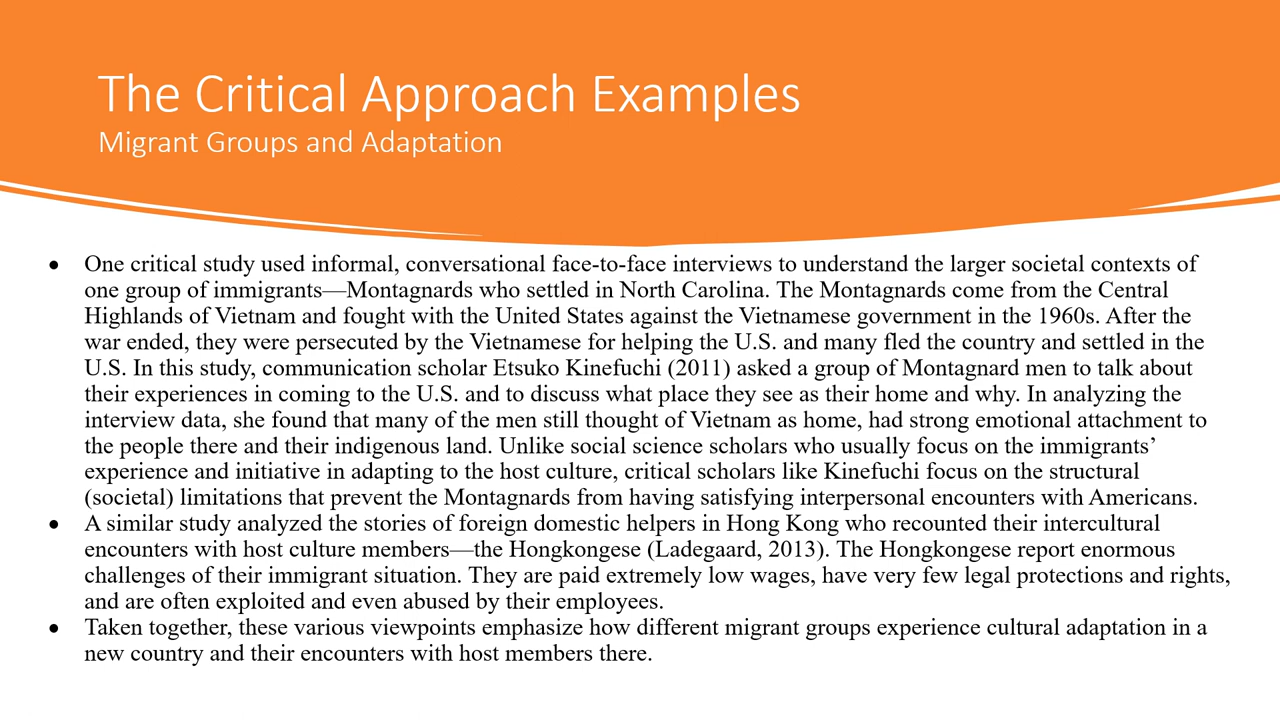 The Critical Approach Examples
Migrant Groups and Adaptation
• One critical study used informal, conversational face-to-face interviews to understand the larger societal contexts of
one group of immigrants—Montagnards who settled in North Carolina. The Montagnards come from the Central
Highlands of Vietnam and fought with the United States against the Vietnamese government in the 1960s. After the
war ended, they were persecuted by the Vietnamese for helping the U.S. and many fled the country and settled in the
U.S. In this study, communication scholar Etsuko Kinefuchi (2011) asked a group of Montagnard men to talk about
their experiences in coming to the U.S. and to discuss what place they see as their home and why. In analyzing the
interview data, she found that many of the men still thought of Vietnam as home, had strong emotional attachment to
the people there and their indigenous land. Unlike social science scholars who usually focus on the immigrants’
experience and initiative in adapting to the host culture, critical scholars like Kinefuchi focus on the structural
(societal) limitations that prevent the Montagnards from having satisfying interpersonal encounters with Americans.
• A similar study analyzed the stories of foreign domestic helpers in Hong Kong who recounted their intercultural
encounters with host culture members—the Hongkongese (Ladegaard, 2013). The Hongkongese report enormous
challenges of their immigrant situation. They are paid extremely low wages, have very few legal protections and rights,
and are often exploited and even abused by their employees.
• Taken together, these various viewpoints emphasize how different migrant groups experience cultural adaptation in a
new country and their encounters with host members there.